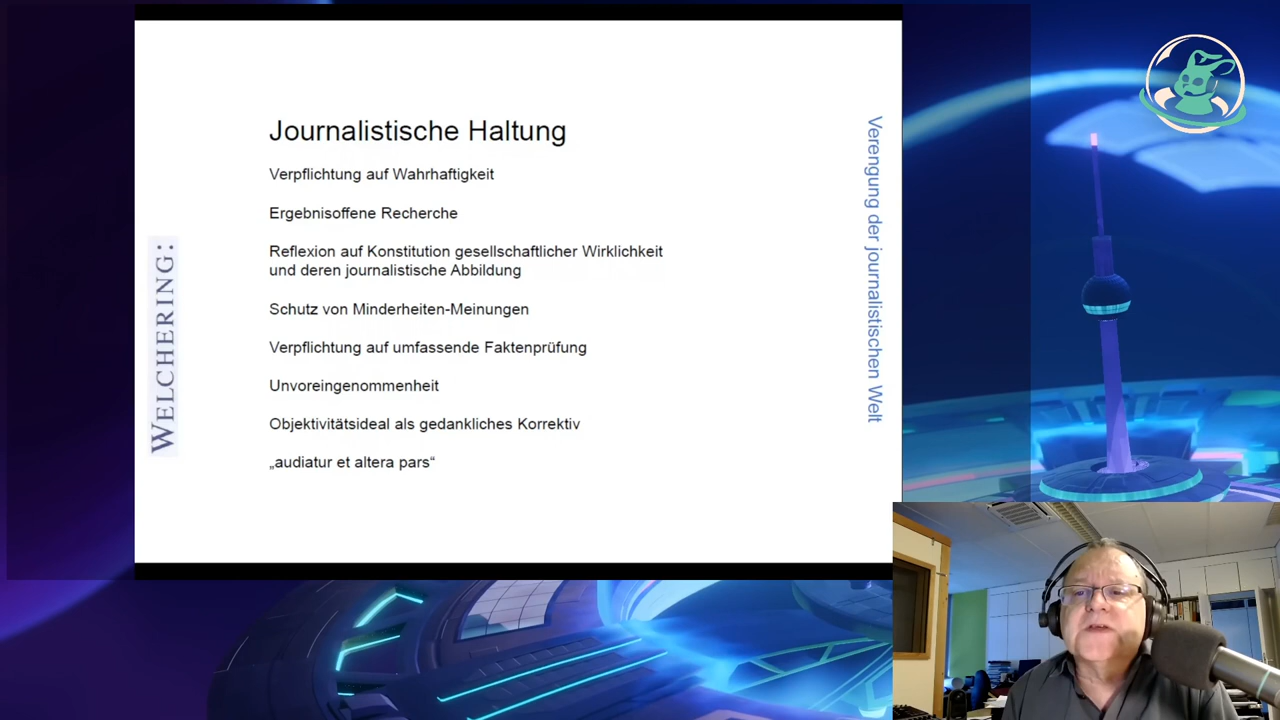 Journalistische Haltung
Verpflichtung auf Wahrhaftigkeit
Ergebnisoffene Recherche
Reflexion auf Konstitution gesellschaftlicher Wirklichkeit
und deren journalistische Abbildung
Schutz von Minderheiten-Meinungen
Verpflichtung auf umfassende Faktenprüfung
Unvoreingenommenheit
Objektivitätsideal als gedankliches Korrektiv
„audiatur et altera pars“
WELCHERING:
Verengung der journalistischen Welt